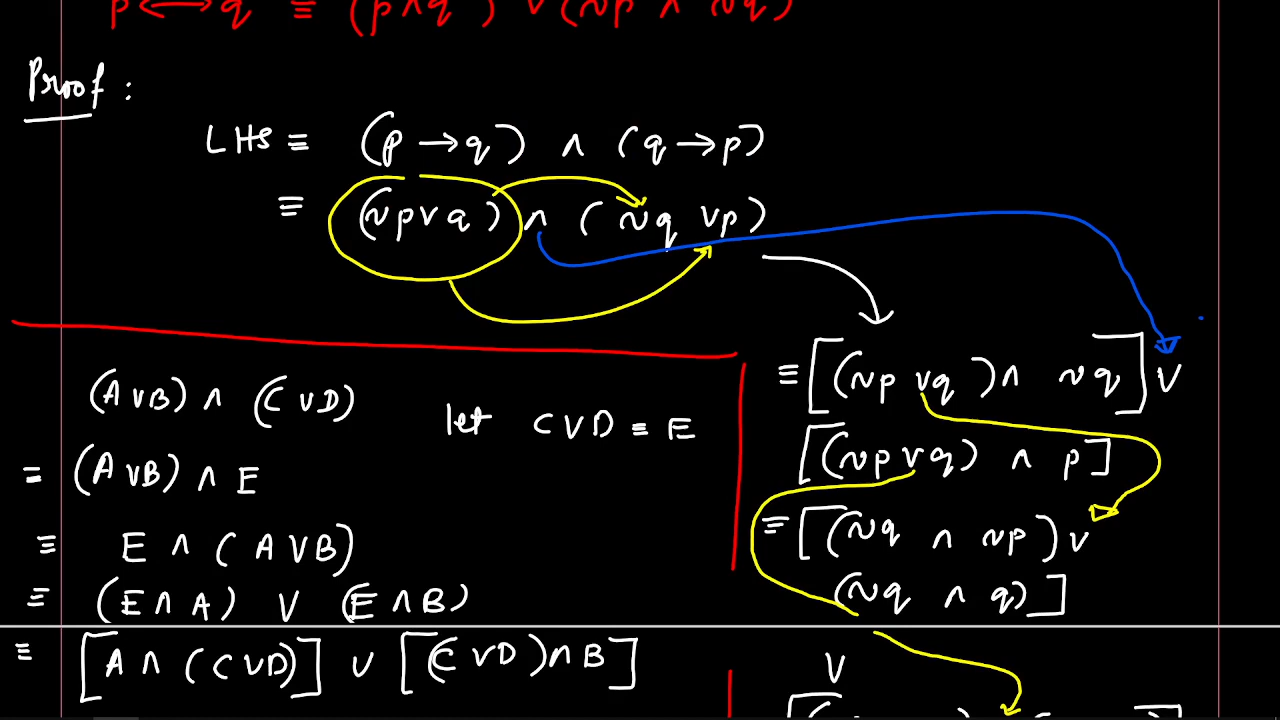 p ⟷ q ≡ (p ∧ q) ∨ (~p ∧ ~q)
Proof :
LHS ≡ (p → q) ∧ (q → p)
≡ (~p ∨ q) ∧ (~q ∨ p)
(A ∨ B) ∧ (C ∨ D) let C ∨ D ≡ E
≡ (A ∨ B) ∧ E
≡ E ∧ (A ∨ B)
≡ (E ∧ A) ∨ (E ∧ B)
≡ [A ∧ (C ∨ D)] ∨ [(C ∨ D) ∧ B]
≡ [(~p ∨ q) ∧ ~q] ∨
[(~p ∨ q) ∧ p]
≡ [(~q ∧ ~p) ∨
(~q ∧ q)]
∨